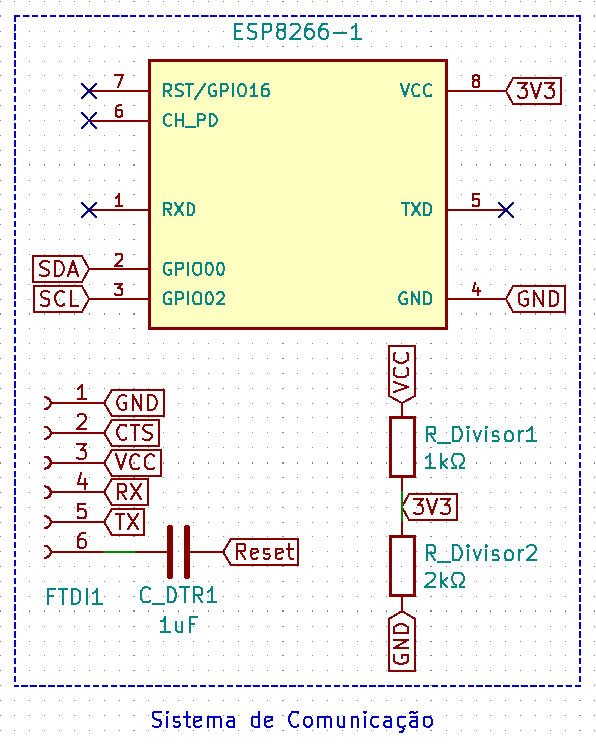 ESP8266-1
7 RST/GPIO16 VCC 8 3V3
6 CH_PD
1 RXD TXD 5
SDA 2 GPIO00
SCL 3 GPIO02 GND 4 GND
VCC
1 GND
2 CTS
3 VCC
4 RX
5 TX
6 Reset
FTDI1 C_DTR1
1uF
R_Divisor1
1kΩ
3V3
R_Divisor2
2kΩ
GND
Sistema de Comunicação